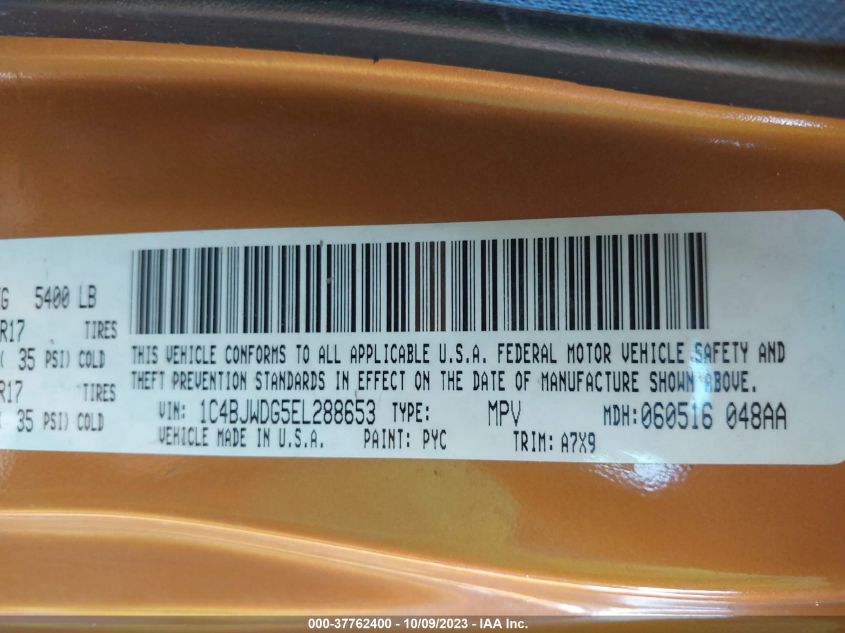 G 5400 LB
R17 TIRES
( 35 PSI) COLD
R17 TIRES
( 35 PSI) COLD
THIS VEHICLE CONFORMS TO ALL APPLICABLE U.S.A. FEDERAL MOTOR VEHICLE SAFETY AND
THEFT PREVENTION STANDARDS IN EFFECT ON THE DATE OF MANUFACTURE SHOWN ABOVE.
VIN: 1C4BJWDG5EL288653 TYPE: MPV MDH:060516 048AA
VEHICLE MADE IN U.S.A. PAINT: PYC TRIM: A7X9
000-37762400 - 10/09/2023 - IAA Inc.